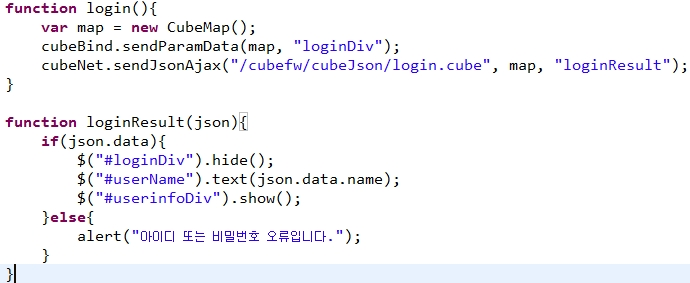 function login(){
    var map = new CubeMap();
    cubeBind.sendParamData(map, "loginDiv");
    cubeNet.sendJsonAjax("/cubefw/cubeJson/login.cube", map, "loginResult");
}
function loginResult(json){
    if(json.data){
        $("#loginDiv").hide();
        $("#userName").text(json.data.name);
        $("#userinfoDiv").show();
    }else{
        alert("아이디 또는 비밀번호 오류입니다.");
    }
}